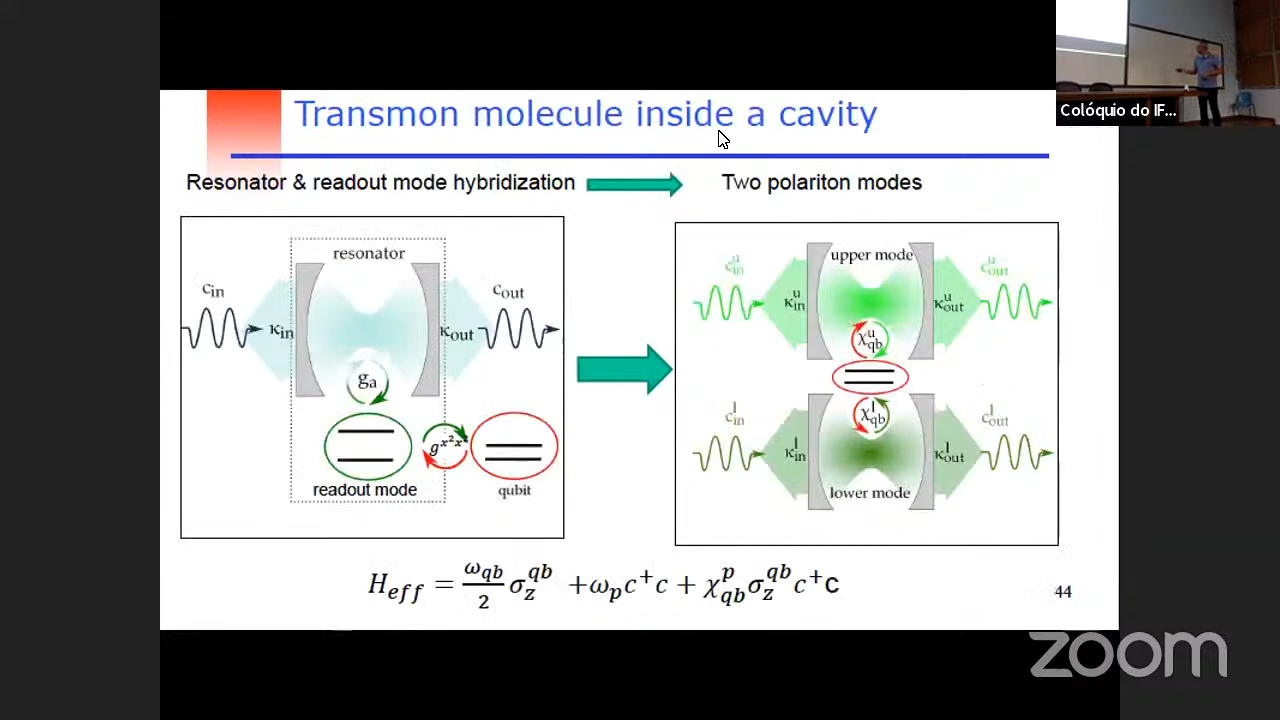 Colóquio do IF...
Transmon molecule inside a cavity
Resonator & readout mode hybridization
Two polariton modes
resonator
c_in
κ_in
c_out
κ_out
g_a
readout mode
qubit
upper mode
c^u_in
κ^u_in
κ^u_out
c^u_out
χ^u_qb
c^l_in
κ^l_in
χ^l_qb
κ^l_out
c^l_out
lower mode
H_eff = ω_qb/2 σ_z^qb + ω_p c^+ c + χ_qb^p σ_z^qb c^+ c
44
zoom